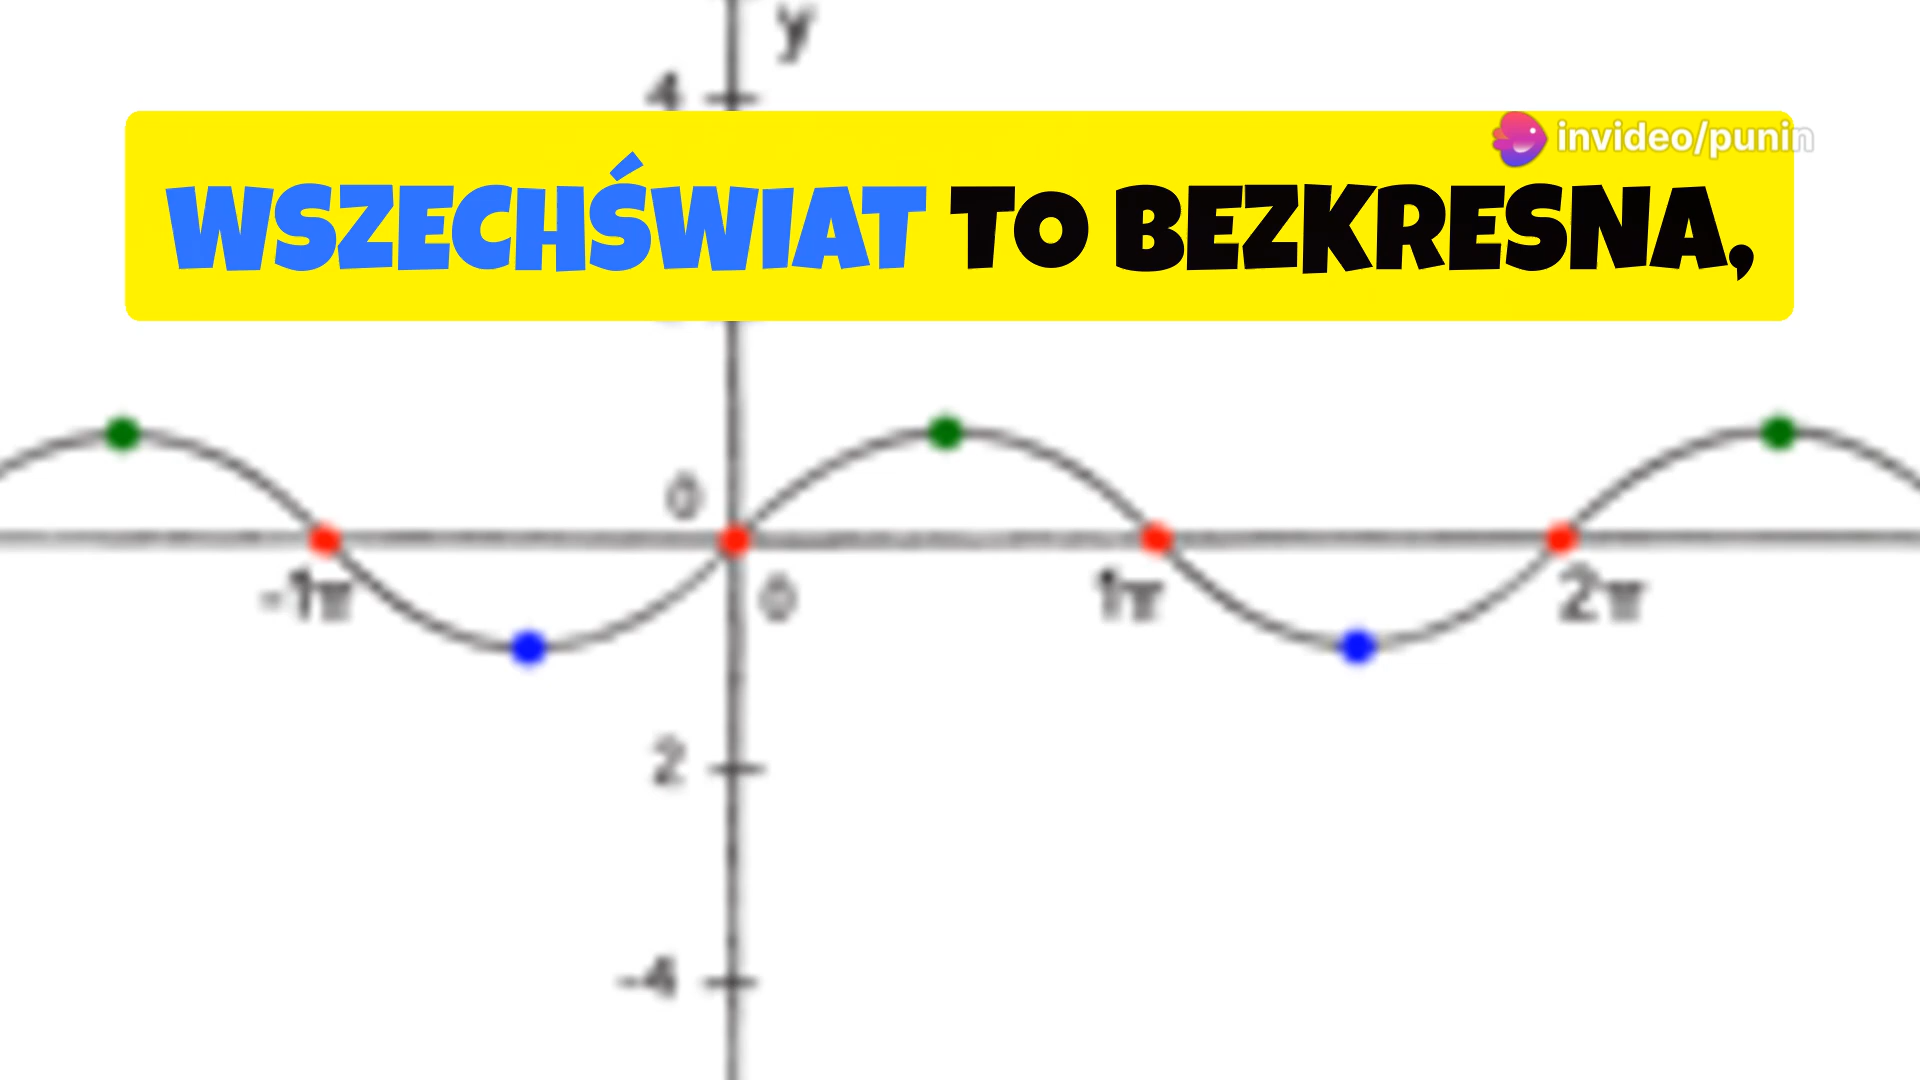 y
4
invideo/punin
WSZECHŚWIAT TO BEZKRESNA,
0
-1π
0
1π
2π
2
-4